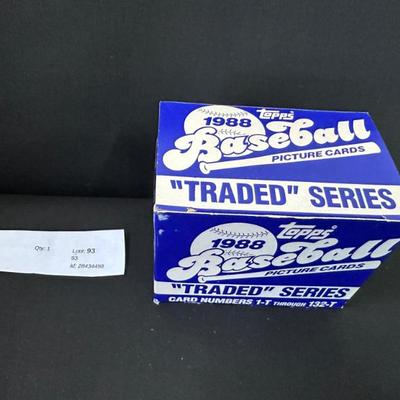 topps
1988
Baseball
PICTURE CARDS
"TRADED" SERIES
topps
1988
Baseball
PICTURE CARDS
"TRADED" SERIES
CARD NUMBERS 1-T THROUGH 132-T
Qty: 1 Lot#: 93
93
id: 28434498